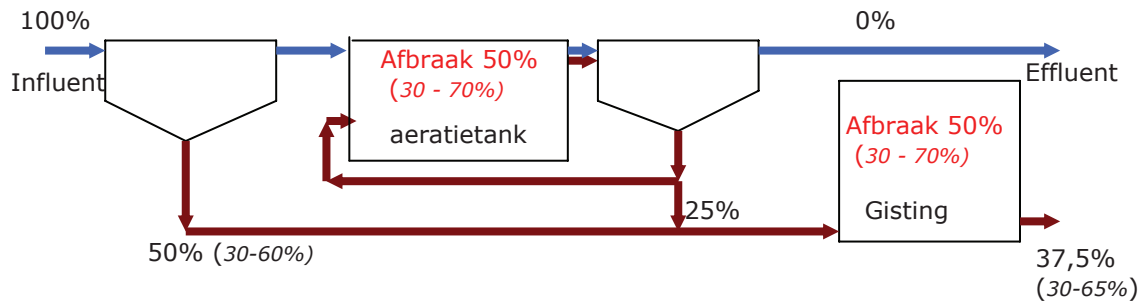 100%
0%
Influent
Afbraak 50%
(30 - 70%)
aeratietank
Effluent
Afbraak 50%
(30 - 70%)
Gisting
25%
50% (30-60%)
37,5%
(30-65%)